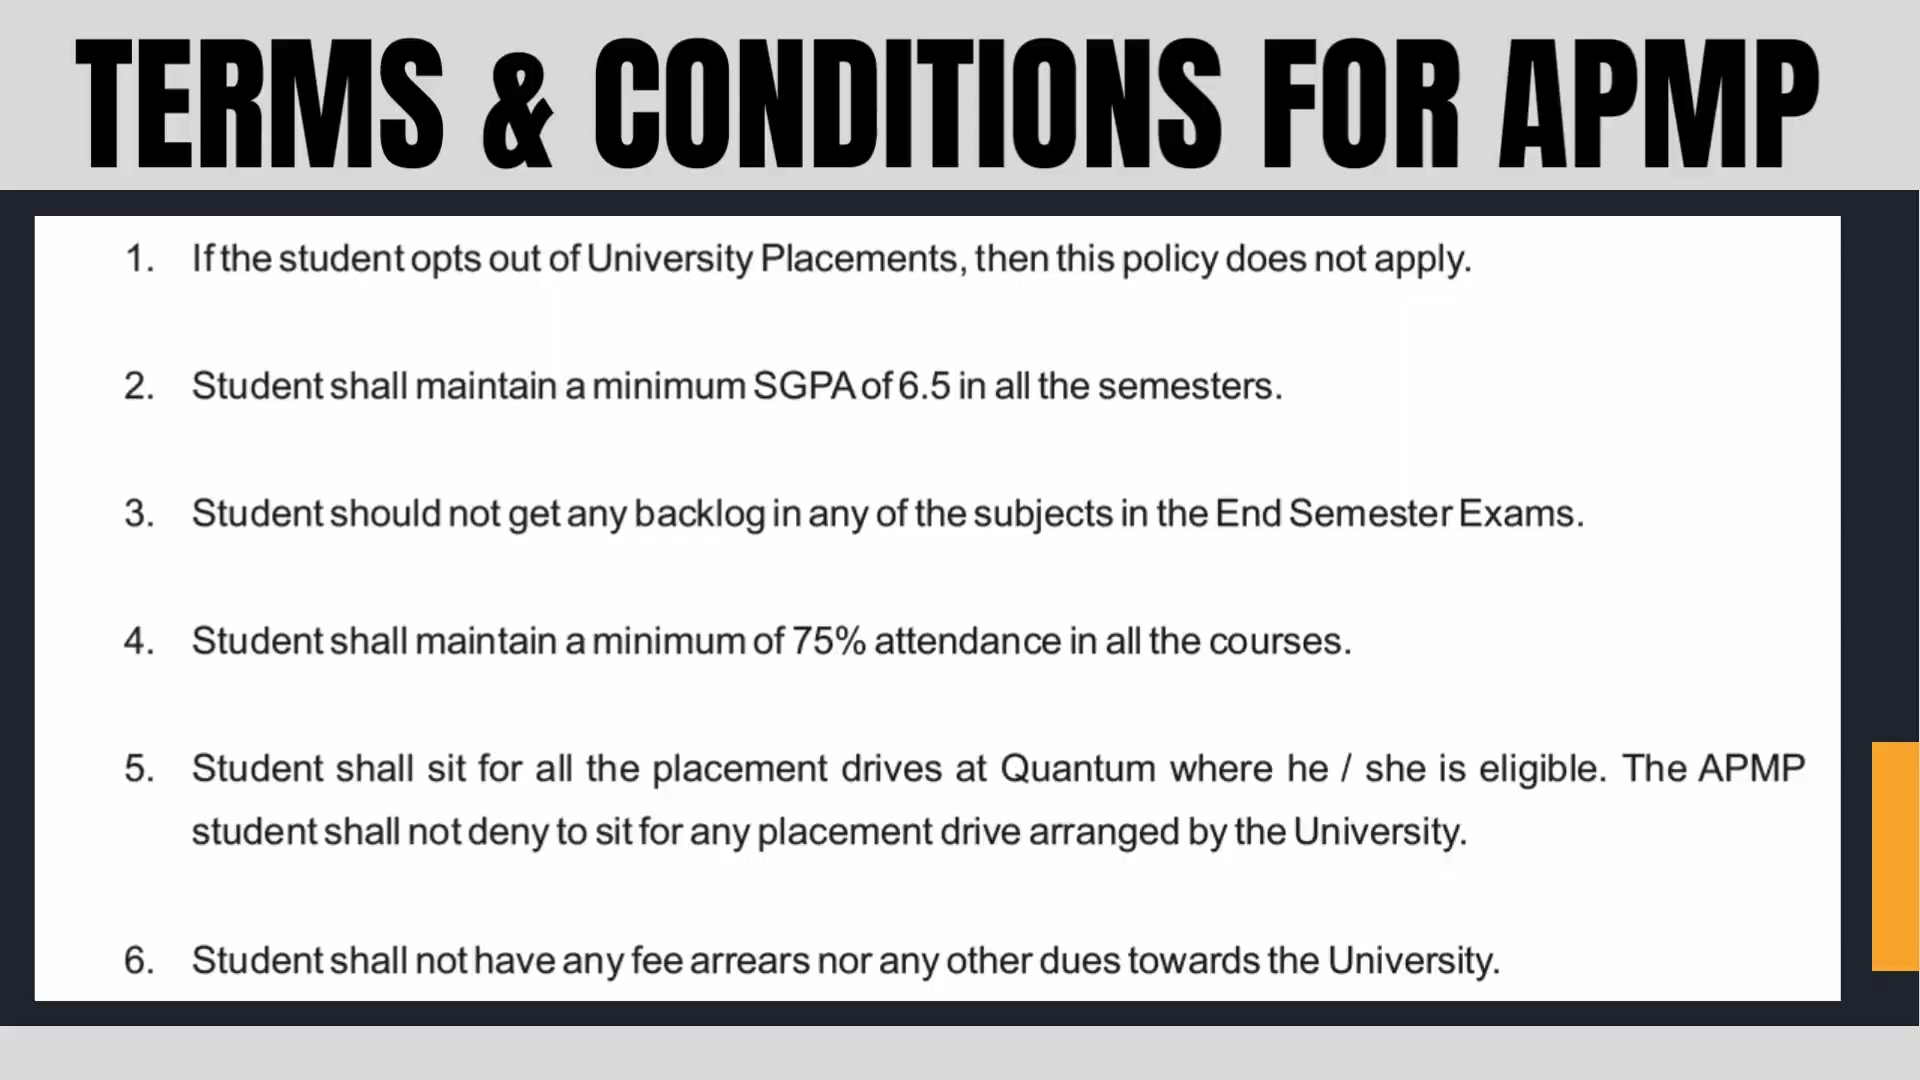 TERMS & CONDITIONS FOR APMP
1. If the student opts out of University Placements, then this policy does not apply.
2. Student shall maintain a minimum SGPA of 6.5 in all the semesters.
3. Student should not get any backlog in any of the subjects in the End Semester Exams.
4. Student shall maintain a minimum of 75% attendance in all the courses.
5. Student shall sit for all the placement drives at Quantum where he / she is eligible. The APMP
student shall not deny to sit for any placement drive arranged by the University.
6. Student shall not have any fee arrears nor any other dues towards the University.